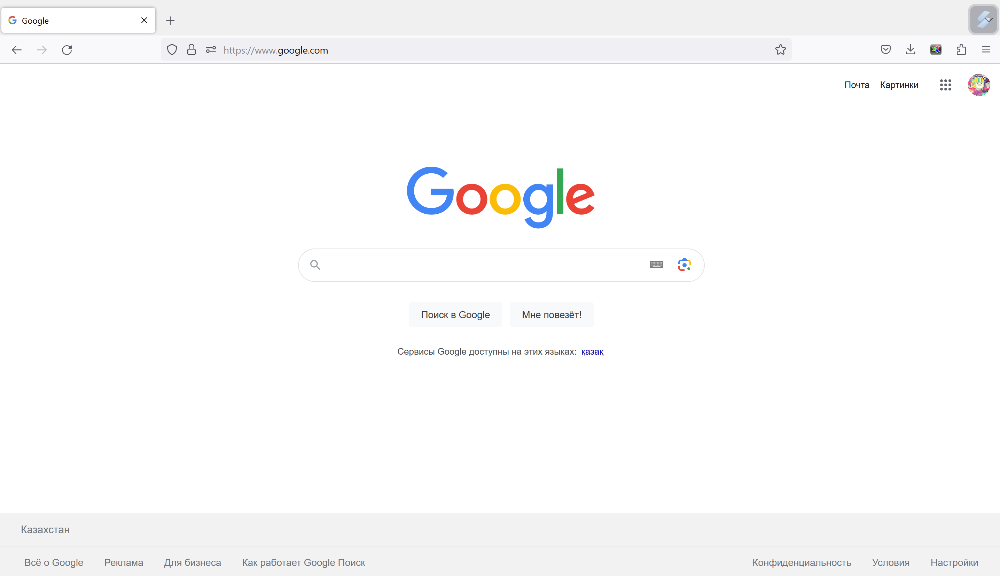 Google
https://www.google.com
Почта Картинки
Google
Поиск в Google Мне повезёт!
Сервисы Google доступны на этих языках: қазақ
Казахстан
Всё о Google Реклама Для бизнеса Как работает Google Поиск Конфиденциальность Условия Настройки